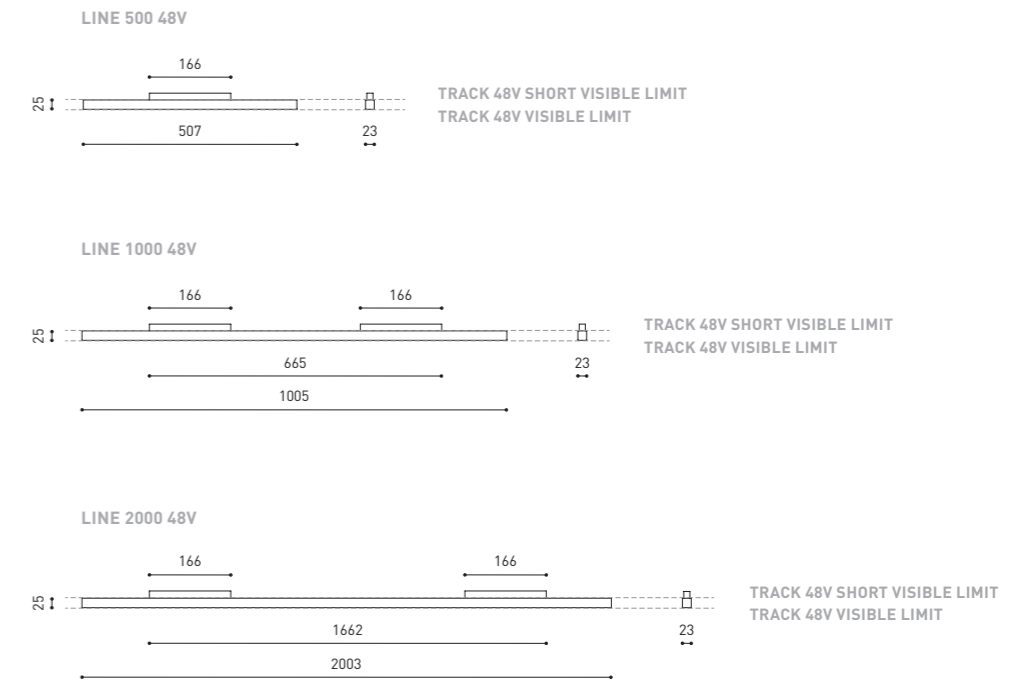 LINE 500 48V
166
25
TRACK 48V SHORT VISIBLE LIMIT
TRACK 48V VISIBLE LIMIT
507
23
LINE 1000 48V
166
166
25
TRACK 48V SHORT VISIBLE LIMIT
TRACK 48V VISIBLE LIMIT
665
23
1005
LINE 2000 48V
166
166
25
TRACK 48V SHORT VISIBLE LIMIT
TRACK 48V VISIBLE LIMIT
1662
23
2003